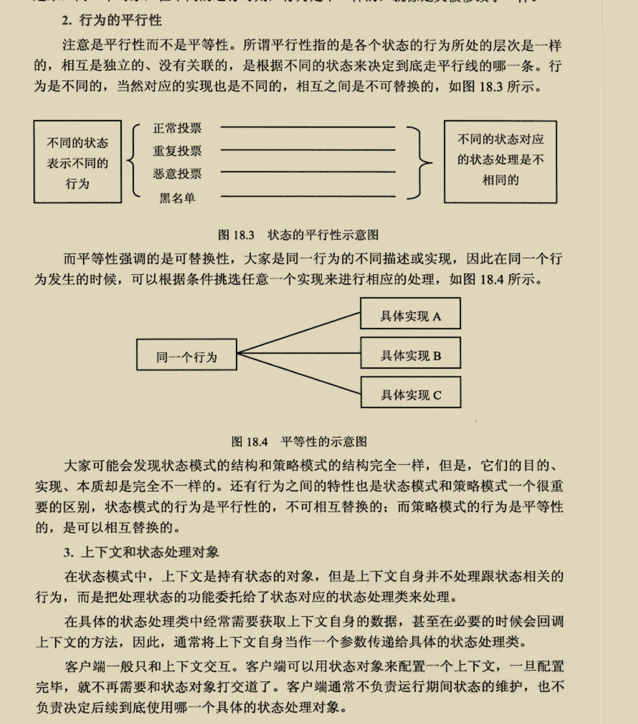 2. 行为的平行性
注意是平行性而不是平等性。所谓平行性指的是各个状态的行为所处的层次是一样
的，相互是独立的、没有关联的，是根据不同的状态来决定到底走平行线的哪一条。行
为是不同的，当然对应的实现也是不同的，相互之间是不可替换的，如图 18.3 所示。
不同的状态
表示不同的
行为
正常投票
重复投票
恶意投票
黑名单
不同的状态对应
的状态处理是不
相同的
图 18.3 状态的平行性示意图
而平等性强调的是可替换性，大家是同一行为的不同描述或实现，因此在同一个行
为发生的时候，可以根据条件挑选任意一个实现来进行相应的处理，如图 18.4 所示。
同一个行为
具体实现 A
具体实现 B
具体实现 C
图 18.4 平等性的示意图
大家可能会发现状态模式的结构和策略模式的结构完全一样，但是，它们的目的、
实现、本质却是完全不一样的。还有行为之间的特性也是状态模式和策略模式一个很重
要的区别，状态模式的行为是平行性的，不可相互替换的；而策略模式的行为是平等性
的，是可以相互替换的。
3. 上下文和状态处理对象
在状态模式中，上下文是持有状态的对象，但是上下文自身并不处理跟状态相关的
行为，而是把处理状态的功能委托给了状态对应的状态处理类来处理。
在具体的状态处理类中经常需要获取上下文自身的数据，甚至在必要的时候会回调
上下文的方法，因此，通常将上下文自身当作一个参数传递给具体的状态处理类。
客户端一般只和上下文交互。客户端可以用状态对象来配置一个上下文，一旦配置
完毕，就不再需要和状态对象打交道了。客户端通常不负责运行期间状态的维护，也不
负责决定后续到底使用哪一个具体的状态处理对象。